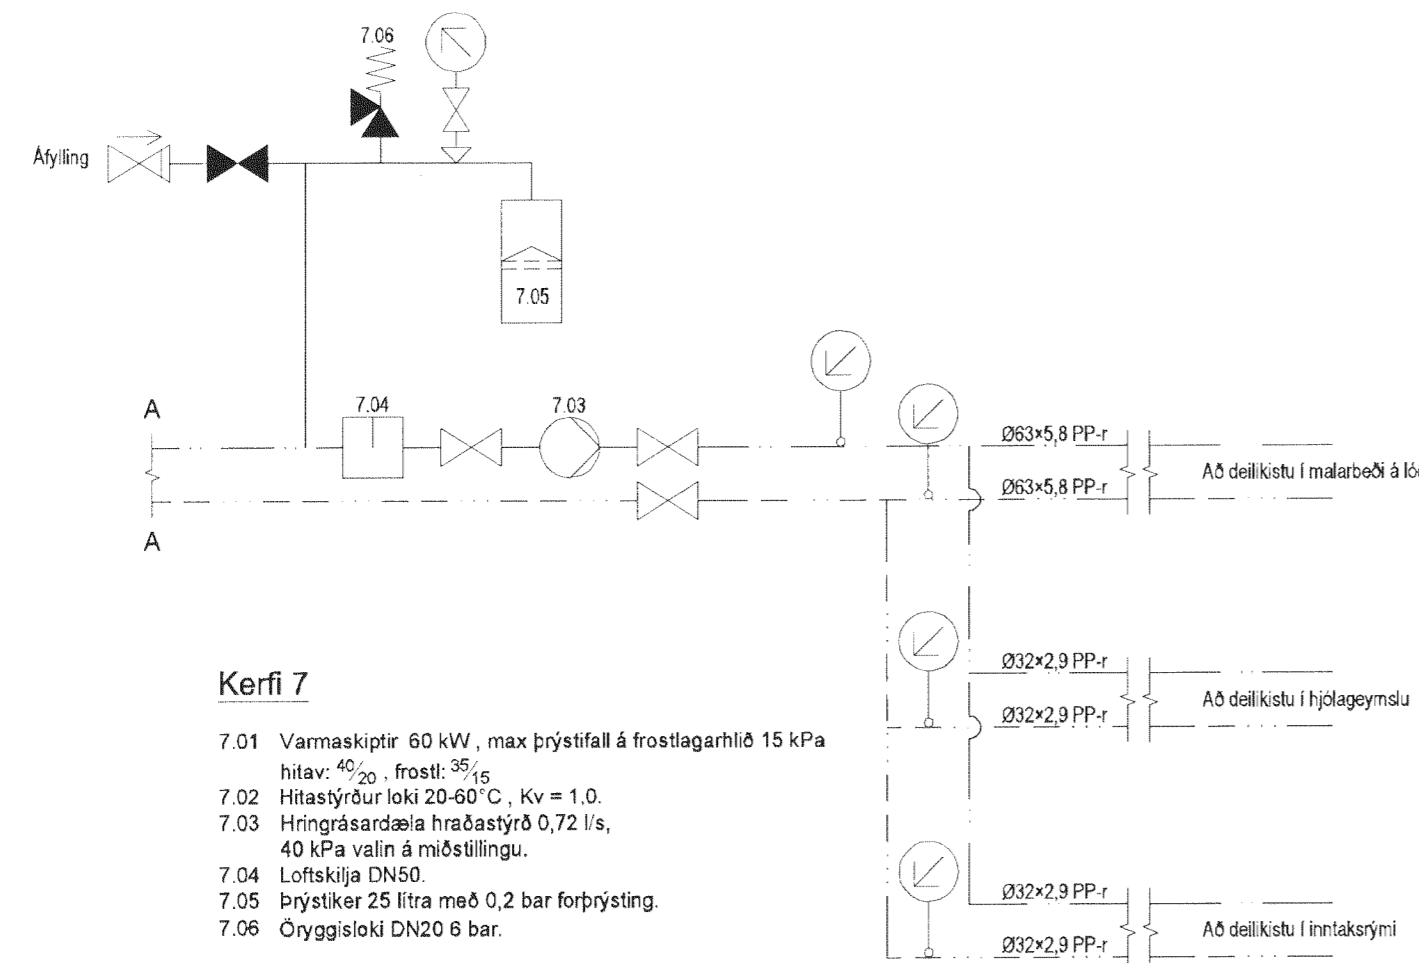 7.06
Áfylling
7.05
A
7.04
7.03
A
Ø63×5,8 PP-r
Ø63×5,8 PP-r
Að deilikistu í malarbeði á
Ø32×2,9 PP-r
Ø32×2,9 PP-r
Að deilikistu í hjólageymslu
Ø32×2,9 PP-r
Ø32×2,9 PP-r
Að deilikistu í inntaksrými
Kerfi 7
7.01 Varmaskiptir 60 kW , max þrýstifall á frostlagarhlið 15 kPa
hitav: 40/20 , frostl: 35/15
7.02 Hitastýrður loki 20-60°C , Kv = 1,0.
7.03 Hringrásardæla hraðastýrð 0,72 l/s,
40 kPa valin á miðstillingu.
7.04 Loftskilja DN50.
7.05 Þrýstiker 25 lítra með 0,2 bar forþrýsting.
7.06 Öryggisloki DN20 6 bar.